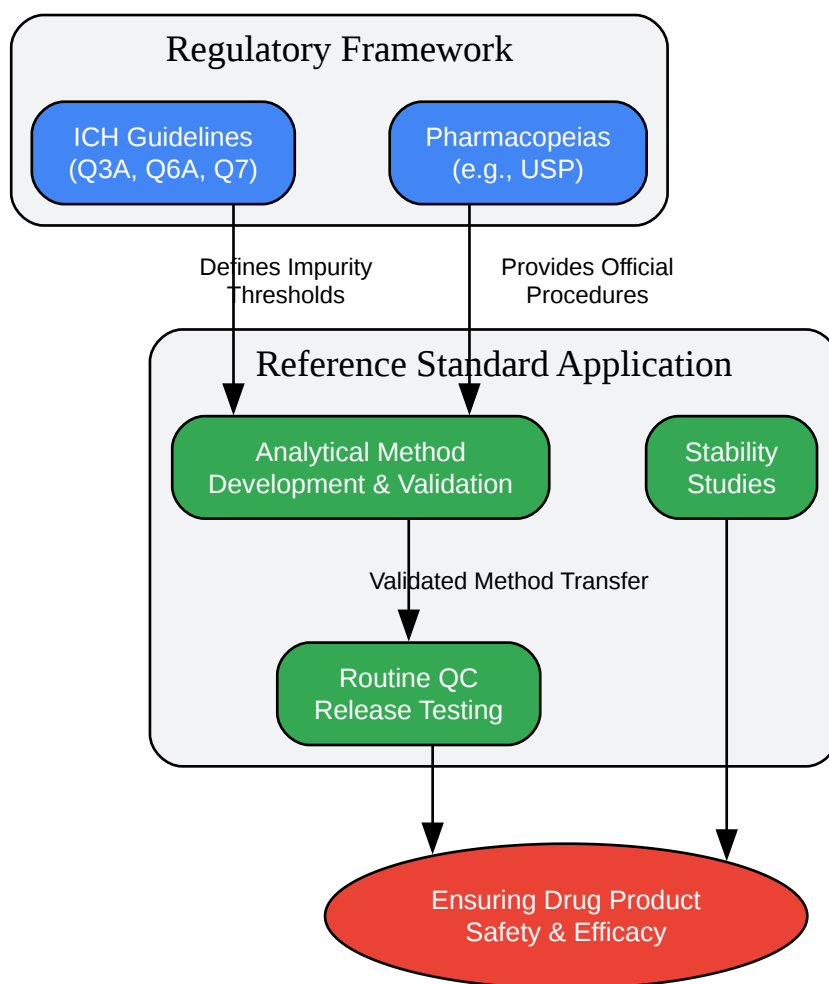 Regulatory Framework
ICH Guidelines
(Q3A, Q6A, Q7)
Pharmacopeias
(e.g., USP)
Defines Impurity
Thresholds
Provides Official
Procedures
Reference Standard Application
Analytical Method
Development & Validation
Stability
Studies
Validated Method Transfer
Routine QC
Release Testing
Ensuring Drug Product
Safety & Efficacy